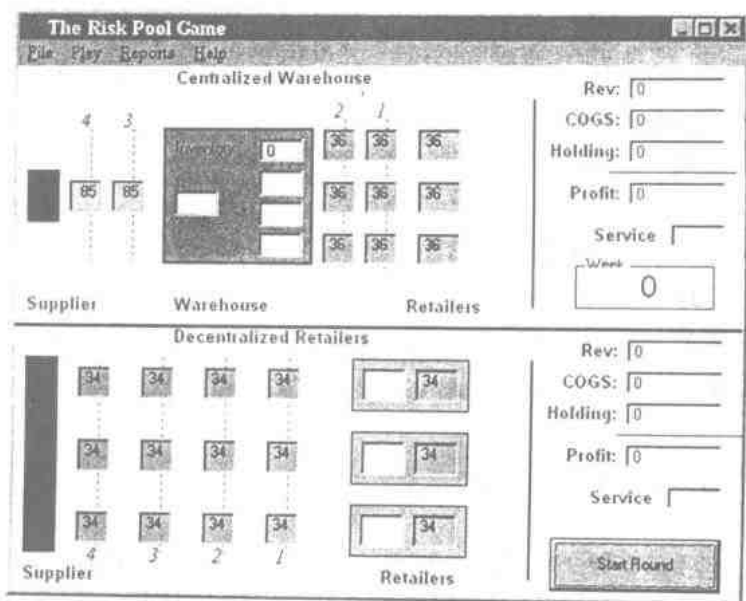 The Risk Pool Game
File Play Reports Help
Centralized Warehouse
4 3 2 1
Inventory 0
85 85
36 36 36
36 36 36
36 36 36
Supplier Warehouse Retailers
Rev: 0
COGS: 0
Holding: 0
Profit: 0
Service
Week
0
Decentralized Retailers
34 34 34 34 34
34 34 34 34 34
34 34 34 34 34
4 3 2 1
Supplier Retailers
Rev: 0
COGS: 0
Holding: 0
Profit: 0
Service
Start Round